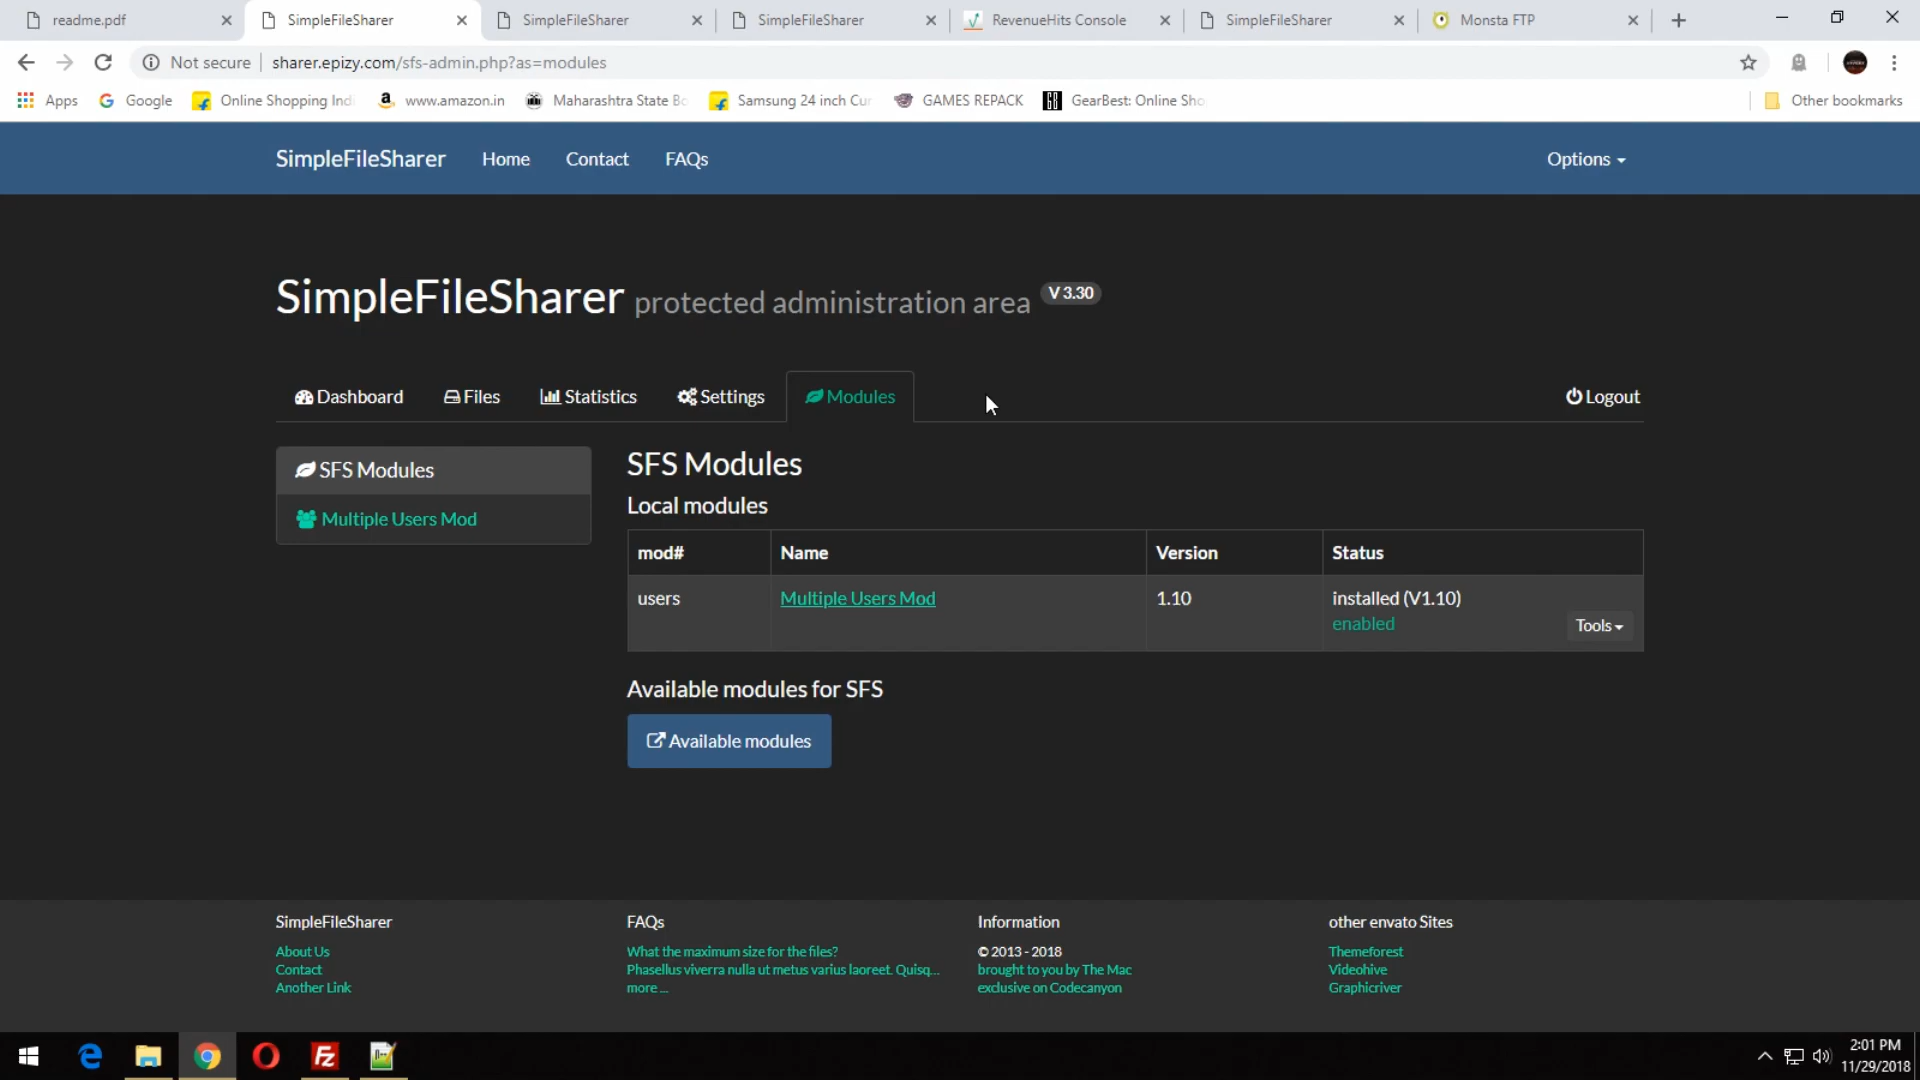 readme.pdf
SimpleFileSharer
SimpleFileSharer
SimpleFileSharer
RevenueHits Console
SimpleFileSharer
Monsta FTP
Not secure
sharer.epizy.com/sfs-admin.php?as=modules
Apps
Google
Online Shopping Indi
www.amazon.in
Maharashtra State Bo
Samsung 24 inch Cur
GAMES REPACK
GearBest: Online Sho
Other bookmarks
SimpleFileSharer
Home
Contact
FAQs
Options
SimpleFileSharer protected administration area V 3.30
Dashboard
Files
Statistics
Settings
Modules
Logout
SFS Modules
Multiple Users Mod
SFS Modules
Local modules
mod# Name Version Status
users Multiple Users Mod 1.10 installed (V1.10)
enabled
Tools
Available modules for SFS
Available modules
SimpleFileSharer
About Us
Contact
Another Link
FAQs
What the maximum size for the files?
Phasellus viverra nulla ut metus varius laoreet. Quisq...
more ...
Information
© 2013 - 2018
brought to you by The Mac
exclusive on Codecanyon
other envato Sites
Themeforest
Videohive
Graphicriver
2:01 PM
11/29/2018